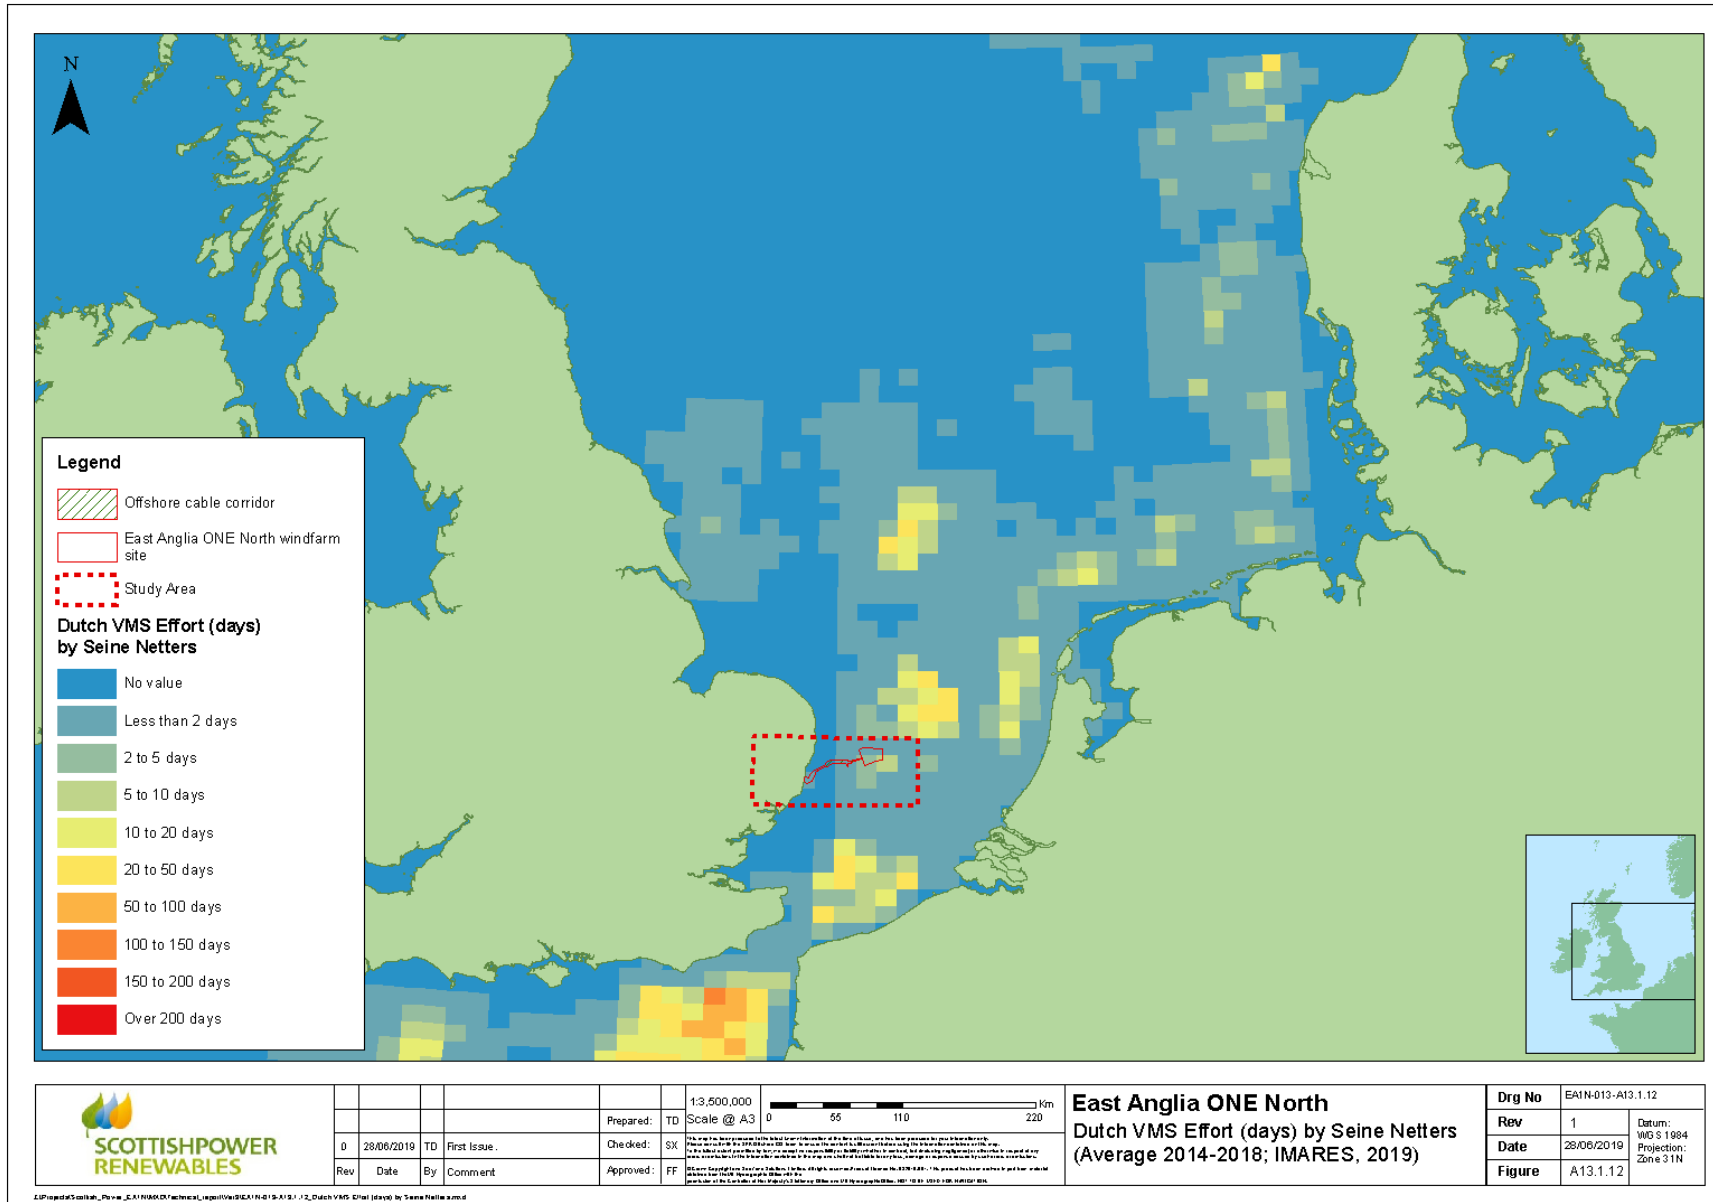 N
Legend
Offshore cable corridor
East Anglia ONE North windfarm
site
Study Area
Dutch VMS Effort (days)
by Seine Netters
No value
Less than 2 days
2 to 5 days
5 to 10 days
10 to 20 days
20 to 50 days
50 to 100 days
100 to 150 days
150 to 200 days
Over 200 days
SCOTTISHPOWER
RENEWABLES
0 28/06/2019 TD First Issue.
Rev Date By Comment
Prepared: TD
Checked: SX
Approved: FF
1:3,500,000
Scale @ A3
0 55 110 220 Km
East Anglia ONE North
Dutch VMS Effort (days) by Seine Netters
(Average 2014-2018; IMARES, 2019)
Drg No EA1N-013-A13.1.12
Rev 1
Date 28/06/2019
Figure A13.1.12
Datum:
WGS 1984
Projection:
Zone 31N